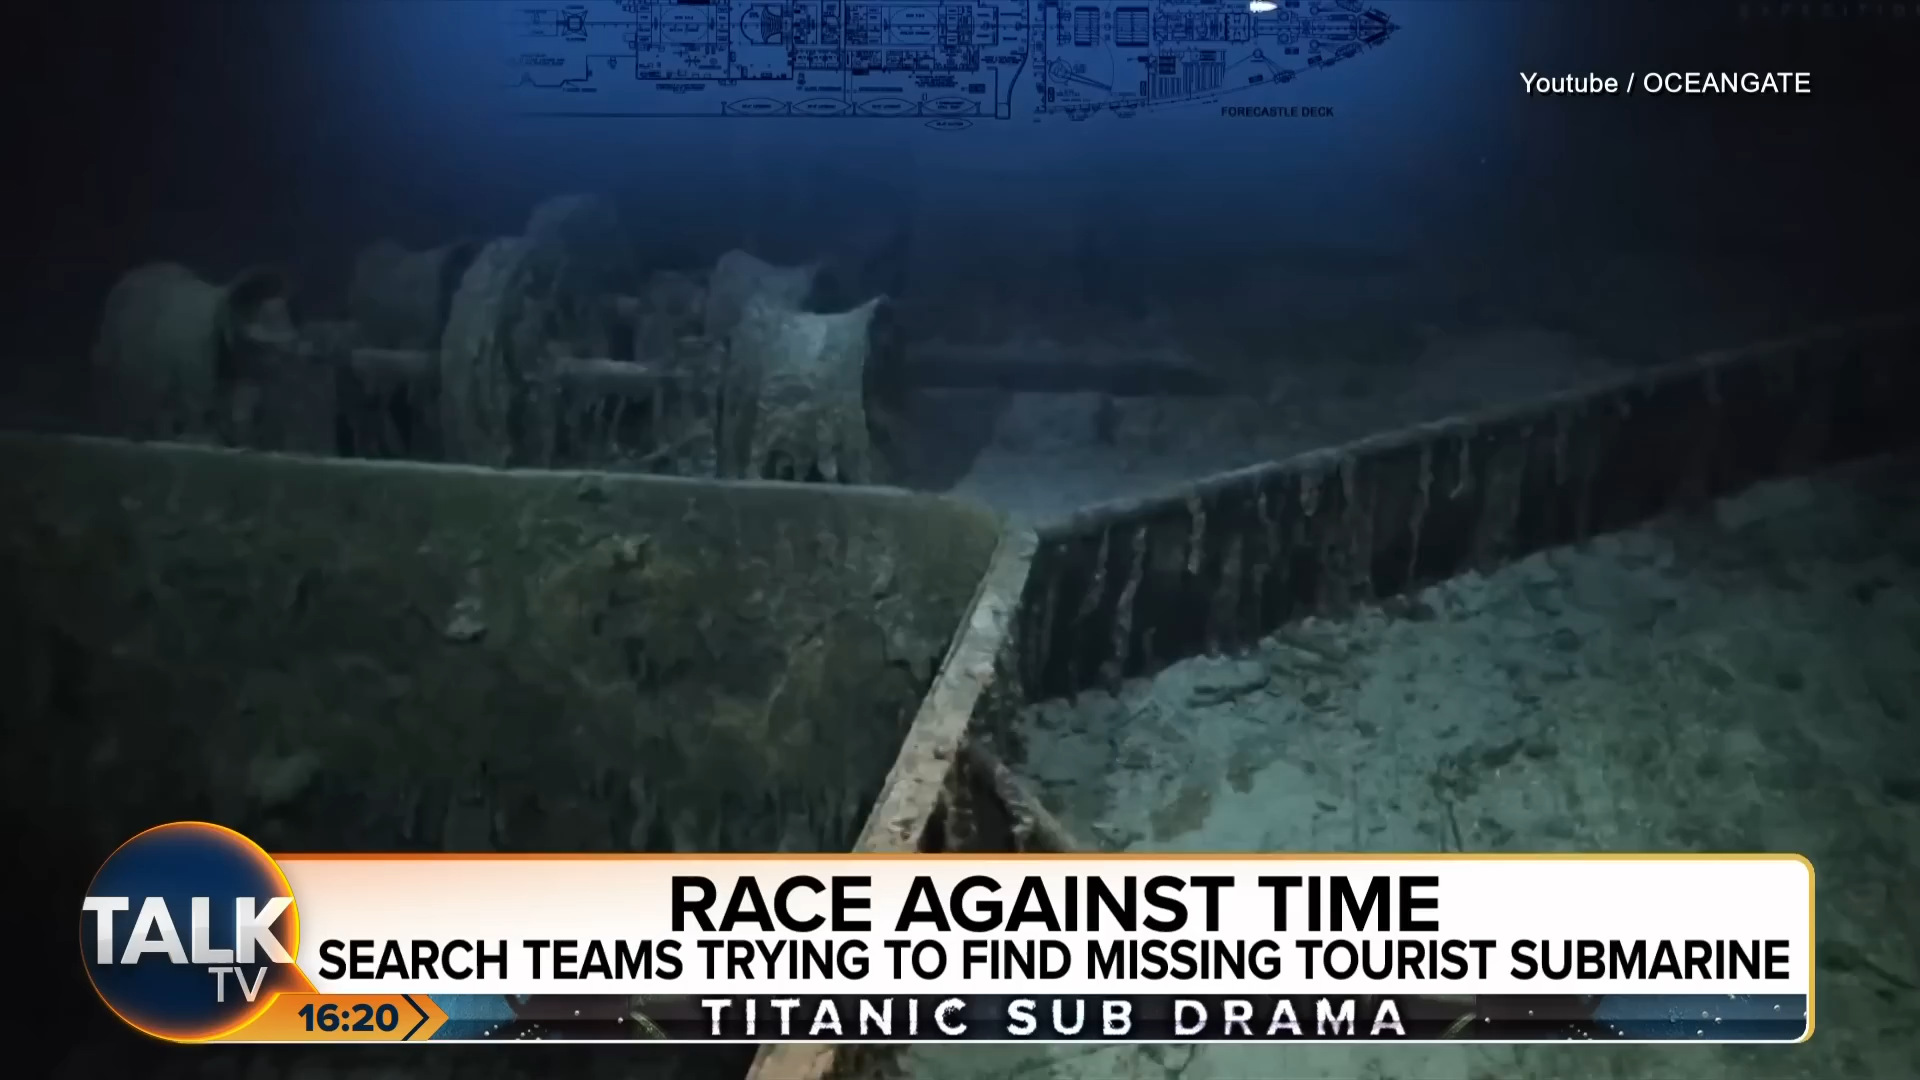 Youtube / OCEANGATE
FORECASTLE DECK
RACE AGAINST TIME
SEARCH TEAMS TRYING TO FIND MISSING TOURIST SUBMARINE
TALK
TV
16:20
TITANIC SUB DRAMA